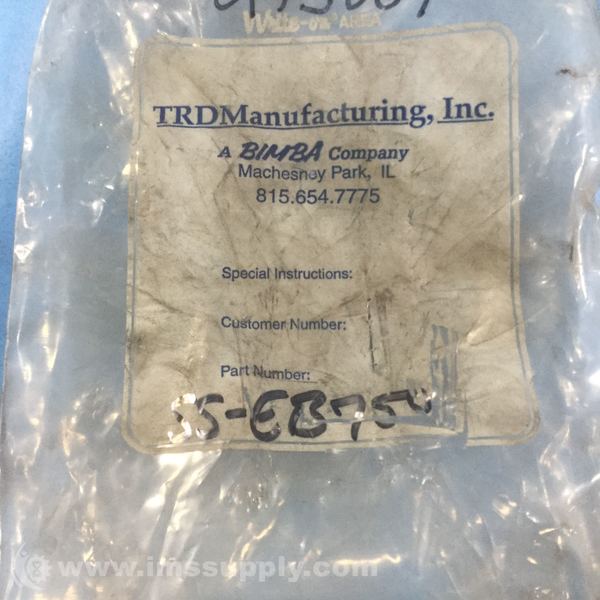 Write-on AREA
TRDManufacturing, Inc.
A BIMBA Company
Machesney Park, IL
815.654.7775
Special Instructions:
Customer Number:
Part Number:
SS-EB750
www.imssupply.com